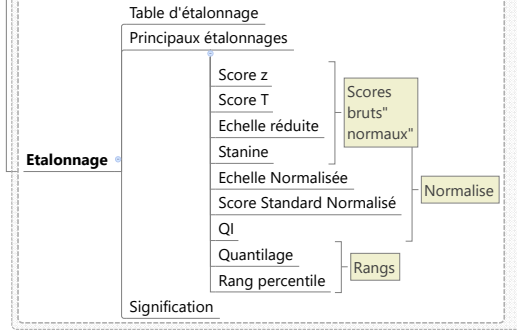 Table d'étalonnage
Principaux étalonnages
Score z
Score T
Echelle réduite
Stanine
Scores
bruts"
normaux"
Etalonnage
Echelle Normalisée
Score Standard Normalisé
QI
Normalise
Quantilage
Rang percentile
Rangs
Signification